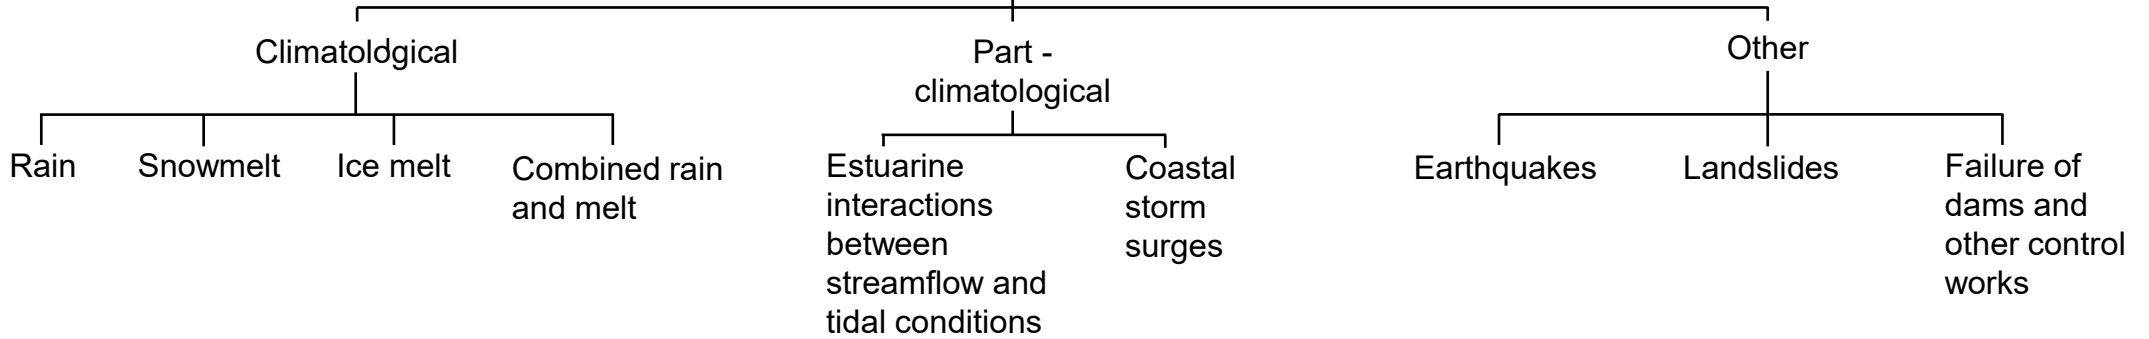 Climatological
Part -
climatological
Other
Rain
Snowmelt
Ice melt
Combined rain
and melt
Estuarine
interactions
between
streamflow and
tidal conditions
Coastal
storm
surges
Earthquakes
Landslides
Failure of
dams and
other control
works